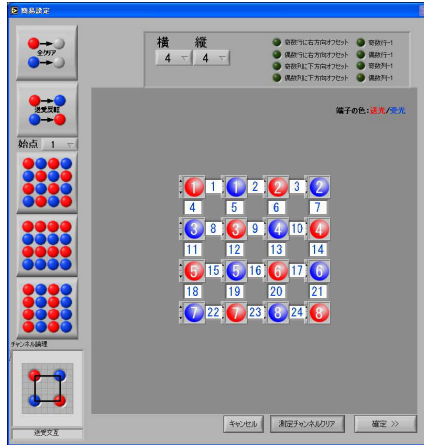 簡易設定
全クリア
送受反転
始点 1
チャンネル論理
送受交互
横 縦
4 4
奇数行に右方向オフセット 奇数行-1
偶数行に右方向オフセット 偶数行-1
奇数列に下方向オフセット 奇数列-1
偶数列に下方向オフセット 偶数列-1
端子の色:送光/受光
1 1 1 2 2 3 2
4 5 6 7
3 8 3 9 4 10 4
11 12 13 14
5 15 5 16 6 17 6
18 19 20 21
7 22 7 23 8 24 8
キャンセル 測定チャンネルクリア 確定 >>